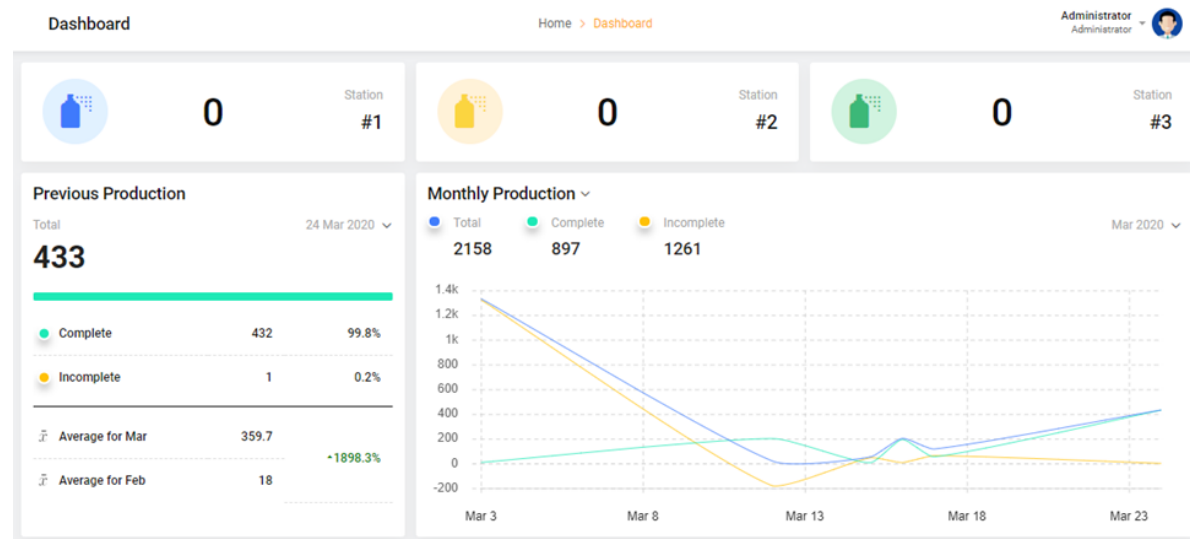 Dashboard
Home > Dashboard
Administrator
Administrator
0
Station
#1
0
Station
#2
0
Station
#3
Previous Production
Total
24 Mar 2020
433
Complete 432 99.8%
Incomplete 1 0.2%
x̄ Average for Mar 359.7
1898.3%
x̄ Average for Feb 18
Monthly Production
Total Complete Incomplete
2158 897 1261
Mar 2020
1.4k
1.2k
1k
800
600
400
200
0
-200
Mar 3 Mar 8 Mar 13 Mar 18 Mar 23